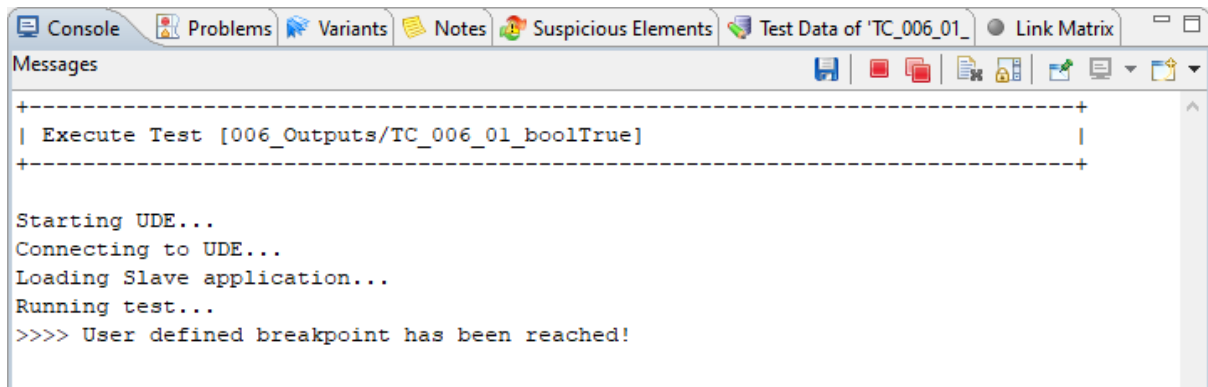 Console Problems Variants Notes Suspicious Elements Test Data of 'TC_006_01_ Link Matrix
Messages
+------------------------------------------------------------------------------+
| Execute Test [006_Outputs/TC_006_01_boolTrue] |
+------------------------------------------------------------------------------+
Starting UDE...
Connecting to UDE...
Loading Slave application...
Running test...
>>>> User defined breakpoint has been reached!